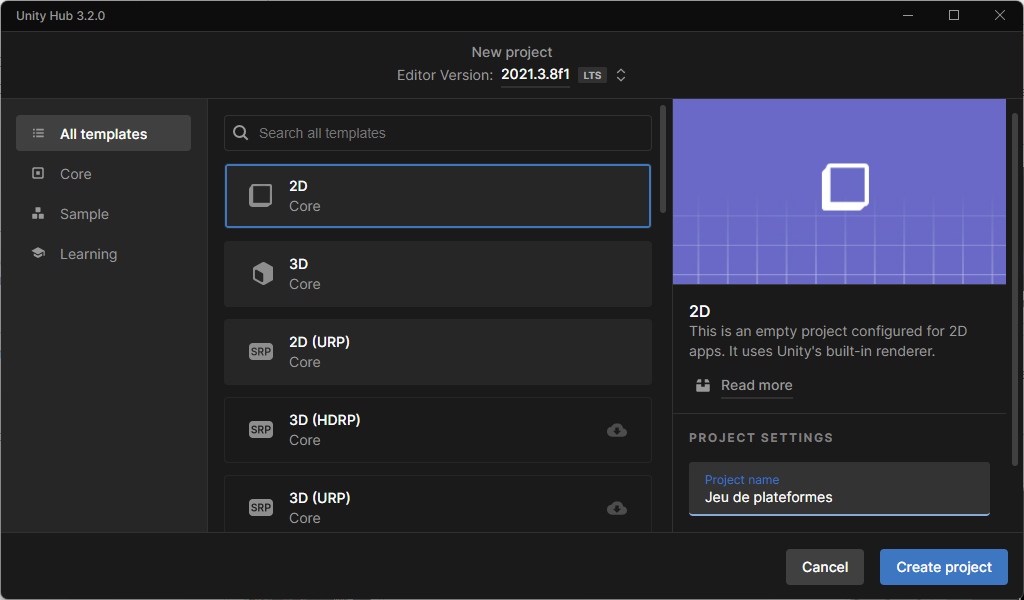 Unity Hub 3.2.0
New project
Editor Version: 2021.3.8f1 LTS
All templates
Core
Sample
Learning
Search all templates
2D
Core
3D
Core
SRP
2D (URP)
Core
SRP
3D (HDRP)
Core
SRP
3D (URP)
Core
2D
This is an empty project configured for 2D
apps. It uses Unity's built-in renderer.
Read more
PROJECT SETTINGS
Project name
Jeu de plateformes
Cancel
Create project